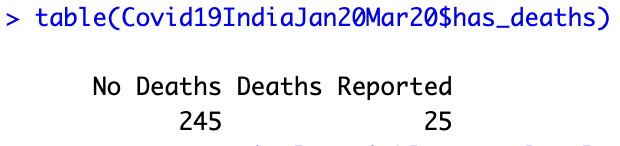 > table(Covid19IndiaJan20Mar20$has_deaths)
No Deaths Deaths Reported
245 25